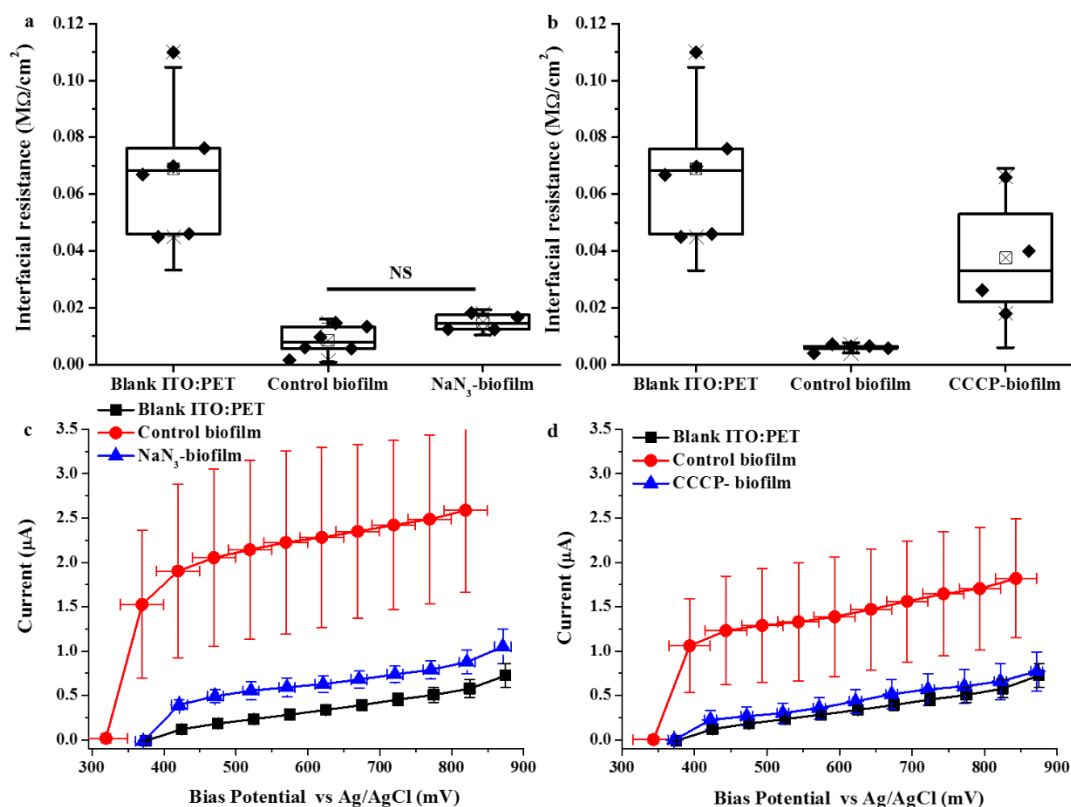 a
Interfacial resistance (MΩ/cm²)
0.12
0.10
0.08
0.06
0.04
0.02
0.00
NS
Blank ITO:PET Control biofilm NaN₃-biofilm
b
Interfacial resistance (MΩ/cm²)
0.12
0.10
0.08
0.06
0.04
0.02
0.00
Blank ITO:PET Control biofilm CCCP-biofilm
c
Blank ITO:PET
Control biofilm
NaN₃-biofilm
Current (µA)
3.5
3.0
2.5
2.0
1.5
1.0
0.5
0.0
300 400 500 600 700 800 900
Bias Potential vs Ag/AgCl (mV)
d
Blank ITO:PET
Control biofilm
CCCP- biofilm
Current (µA)
3.5
3.0
2.5
2.0
1.5
1.0
0.5
0.0
300 400 500 600 700 800 900
Bias Potential vs Ag/AgCl (mV)